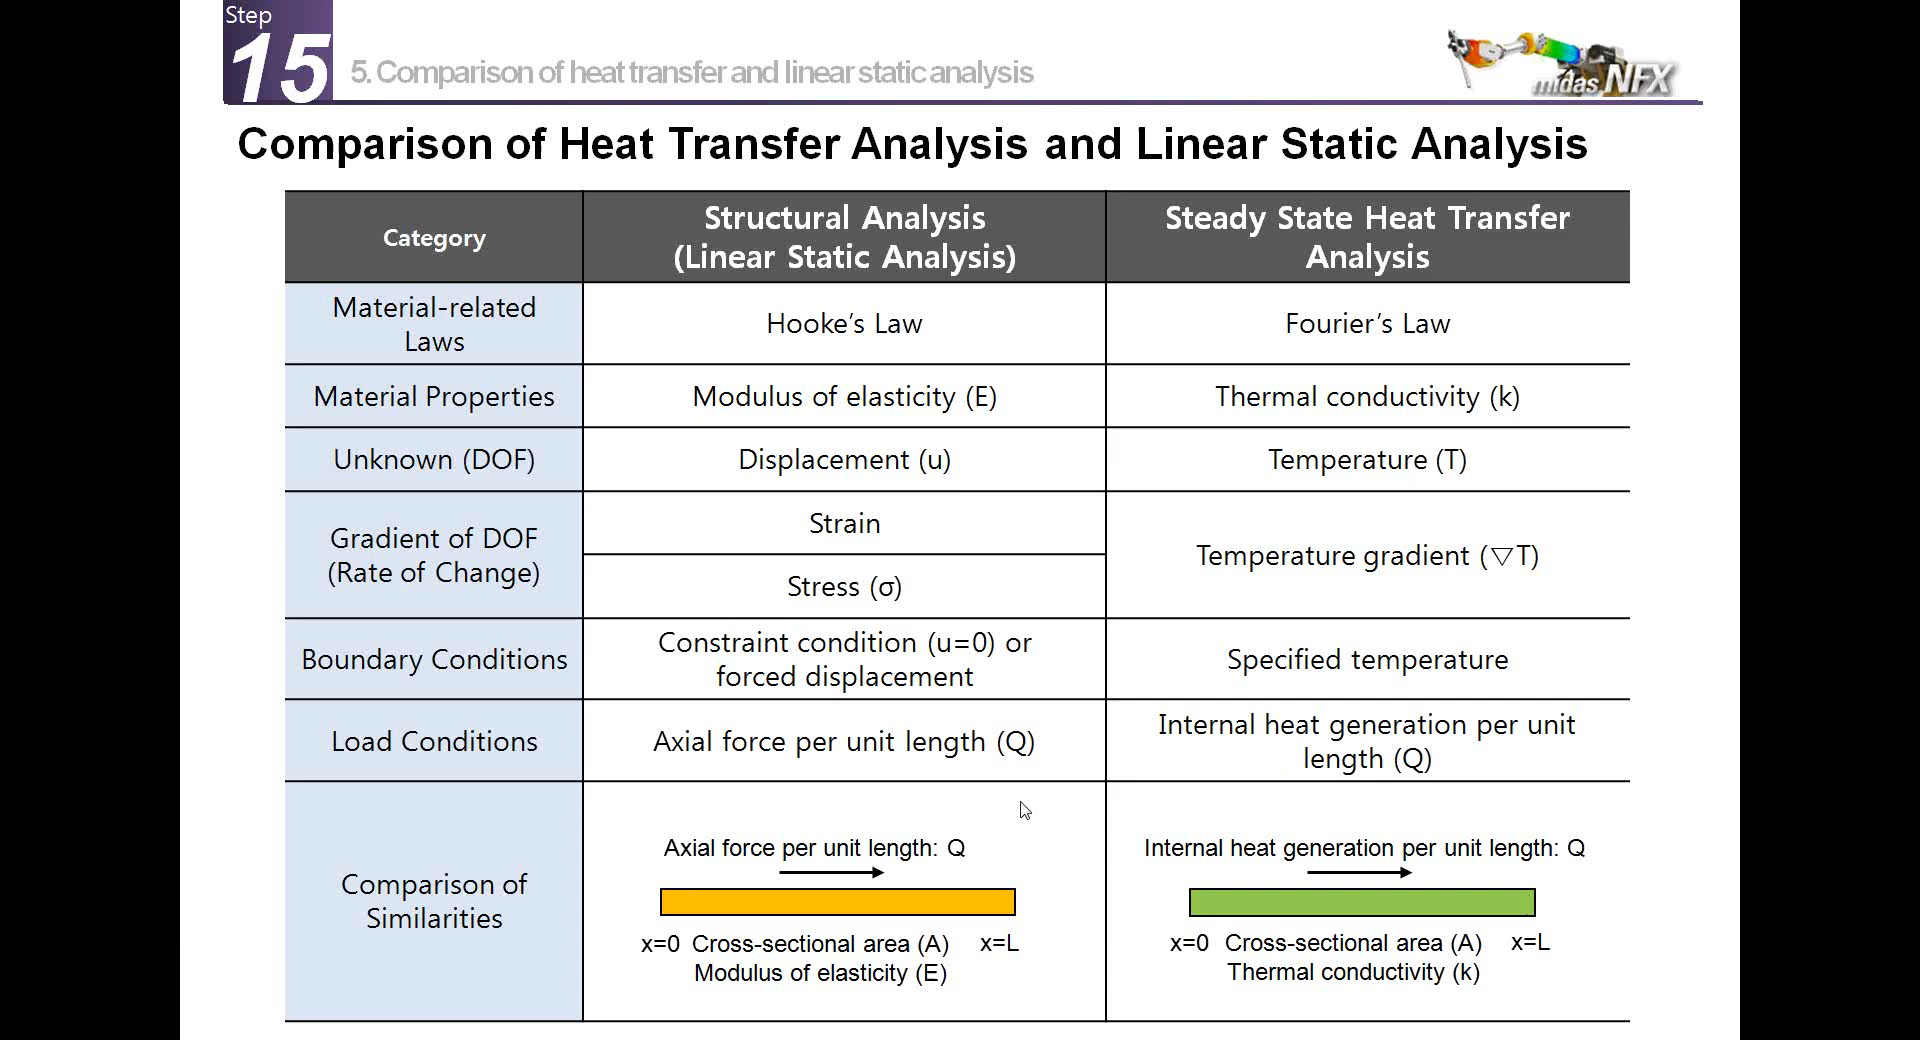 Step
15
5. Comparison of heat transfer and linear static analysis
midas NFX
Comparison of Heat Transfer Analysis and Linear Static Analysis
Category
Structural Analysis
(Linear Static Analysis)
Steady State Heat Transfer
Analysis
Material-related
Laws
Hooke's Law
Fourier's Law
Material Properties
Modulus of elasticity (E)
Thermal conductivity (k)
Unknown (DOF)
Displacement (u)
Temperature (T)
Gradient of DOF
(Rate of Change)
Strain
Stress (σ)
Temperature gradient (▽T)
Boundary Conditions
Constraint condition (u=0) or
forced displacement
Specified temperature
Load Conditions
Axial force per unit length (Q)
Internal heat generation per unit
length (Q)
Comparison of
Similarities
Axial force per unit length: Q
x=0 Cross-sectional area (A) x=L
Modulus of elasticity (E)
Internal heat generation per unit length: Q
x=0 Cross-sectional area (A) x=L
Thermal conductivity (k)